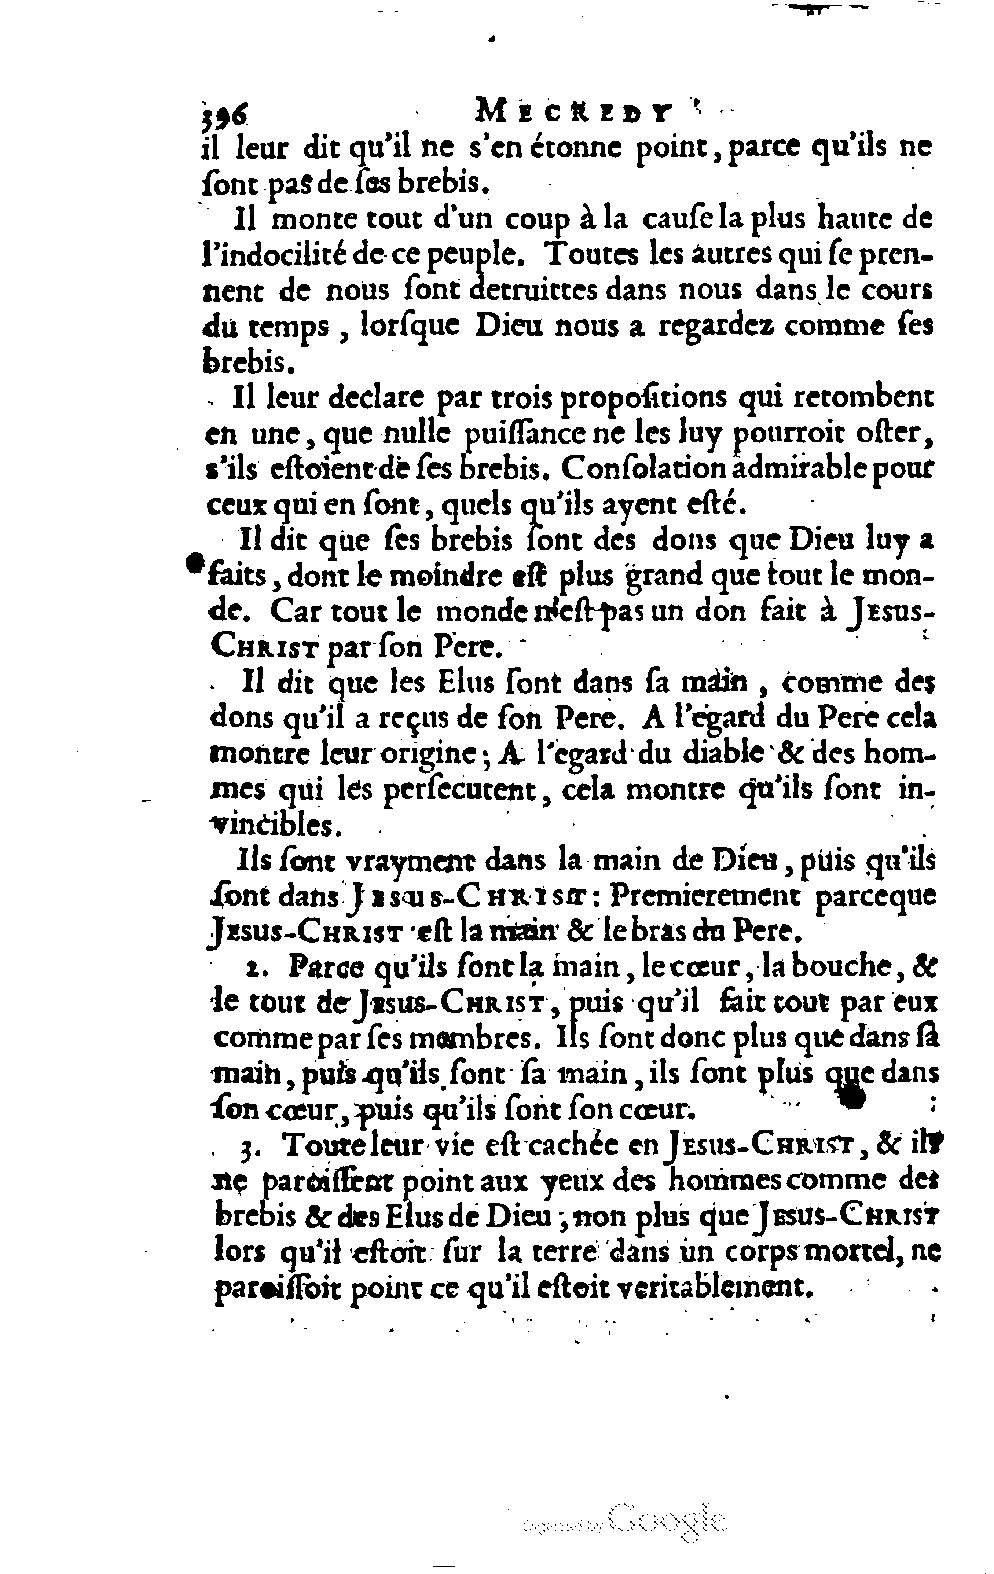 396 MECREDY
il leur dit qu'il ne s'en étonne point, parce qu'ils ne
ſont pas de ſes brebis.
Il monte tout d'un coup à la cauſe la plus haute de
l'indocilité de ce peuple. Toutes les autres qui ſe pren-
nent de nous ſont detruittes dans nous dans le cours
du temps, lorſque Dieu nous a regardez comme ſes
brebis.
Il leur declare par trois propoſitions qui retombent
en une, que nulle puiſſance ne les luy pourroit oſter,
s'ils eſtoient de ſes brebis. Conſolation admirable pour
ceux qui en ſont, quels qu'ils ayent eſté.
Il dit que ſes brebis ſont des dons que Dieu luy a
faits, dont le moindre eſt plus grand que tout le mon-
de. Car tout le monde n'eſt pas un don fait à JESUS-
CHRIST par ſon Pere.
Il dit que les Elus ſont dans ſa main, comme des
dons qu'il a reçus de ſon Pere. A l'égard du Pere cela
montre leur origine; A l'egard du diable & des hom-
mes qui les perſecutent, cela montre qu'ils ſont in-
vincibles.
Ils ſont vrayment dans la main de Dieu, puis qu'ils
ſont dans JESUS-CHRIST: Premierement parceque
JESUS-CHRIST eſt la main & le bras du Pere.
2. Parce qu'ils ſont la main, le cœur, la bouche, &
le tout de JESUS-CHRIST, puis qu'il fait tout par eux
comme par ſes membres. Ils ſont donc plus que dans ſa
main, puis qu'ils ſont ſa main, ils ſont plus que dans
ſon cœur, puis qu'ils ſont ſon cœur.
3. Toute leur vie eſt cachée en JESUS-CHRIST, & ils
ne paroiſſent point aux yeux des hommes comme des
brebis & des Elus de Dieu; non plus que JESUS-CHRIST
lors qu'il eſtoit ſur la terre dans un corps mortel, ne
paroiſſoit point ce qu'il eſtoit veritablement.
Digitized by Google